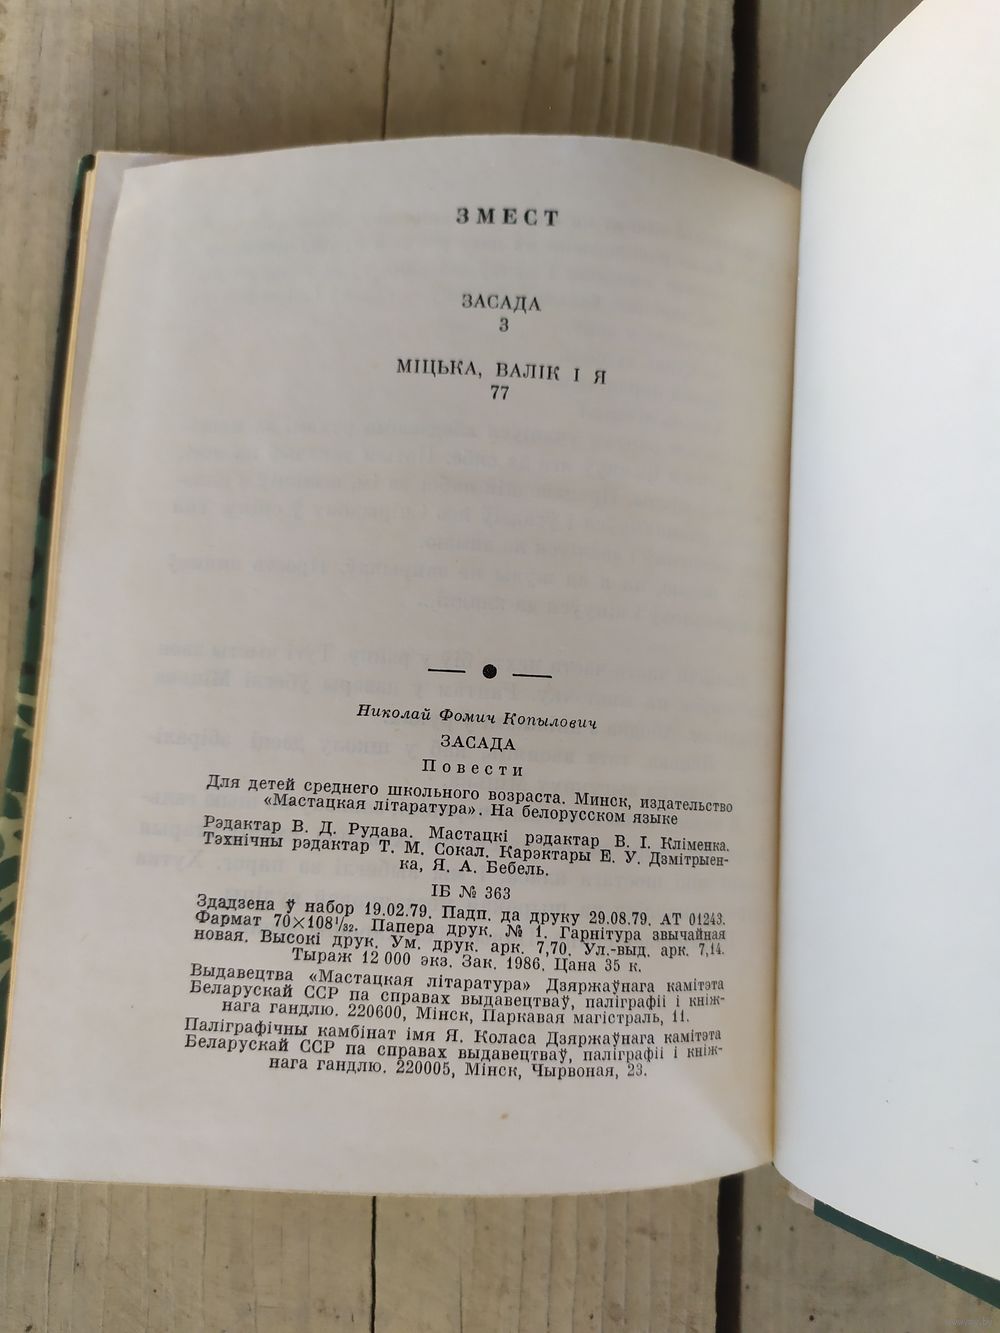 ЗМЕСТ
ЗАСАДА
3
МІЦЬКА, ВАЛІК І Я
77
Николай Фомич Копылович
ЗАСАДА
Повести
Для детей среднего школьного возраста. Минск, издательство
«Мастацкая літаратура». На белорусском языке
Рэдактар В. Д. Рудава. Мастацкі рэдактар В. І. Кліменка.
Тэхнічны рэдактар Т. М. Сокал. Карэктары Е. У. Дзмітрыен-
ка, Я. А. Бебель.
ІБ № 363
Здадзена ў набор 19.02.79. Падп. да друку 29.08.79. АТ 01243.
Фармат 70×108¹/₃₂. Папера друк. № 1. Гарнітура звычайная
новая. Высокі друк. Ум. друк. арк. 7,70. Ул.-выд. арк. 7,14.
Тыраж 12 000 экз. Зак. 1986. Цана 35 к.
Выдавецтва «Мастацкая літаратура» Дзяржаўнага камітэта
Беларускай ССР па справах выдавецтваў, паліграфіі і кніж-
нага гандлю. 220600, Мінск, Паркавая магістраль, 11.
Паліграфічны камбінат імя Я. Коласа Дзяржаўнага камітэта
Беларускай ССР па справах выдавецтваў, паліграфіі і кніж-
нага гандлю. 220005, Мінск, Чырвоная, 23.